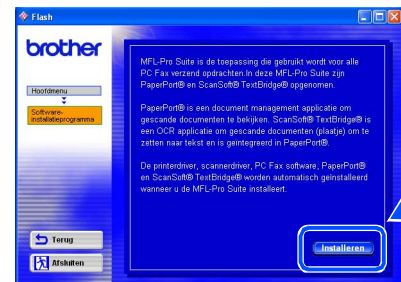 Flash
brother
Hoofdmenu
Software-
installatieprogramma
MFL-Pro Suite is de toepassing die gebruikt wordt voor alle
PC Fax verzend opdrachten.In deze MFL-Pro Suite zijn
PaperPort® en ScanSoft® TextBridge® opgenomen.
PaperPort® is een document management applicatie om
gescande documenten te bekijken. ScanSoft® TextBridge® is
een OCR applicatie om gescande documenten (plaatje) om te
zetten naar tekst en is geïntegreerd in PaperPort®.
De printerdriver, scannerdriver, PC Fax software, PaperPort®
en ScanSoft® TextBridge® worden automatisch geïnstalleerd
wanneer u de MFL-Pro Suite installeert.
Terug
Afsluiten
Installeren